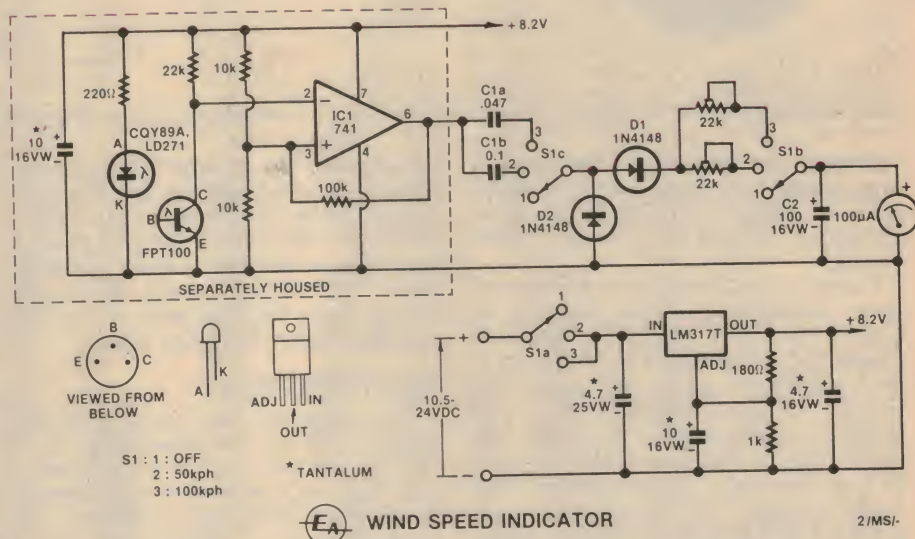 +8.2V
220Ω
22k
10k
7
2
−
IC1
741
6
+
3
4
C1a
.047
3
C1b
0.1
2
S1c
1
D1
1N4148
22k
3
2
S1b
22k
1
★
10
16VW
+
−
CQY89A,
LD271
A
λ
K
C
B
λ
E
FPT100
10k
100k
D2
1N4148
C2
100
16VW
+
−
100µA
+
SEPARATELY HOUSED
B
E
C
VIEWED FROM
BELOW
K
A
ADJ
IN
OUT
+
1
2
S1a
3
IN
LM317T
OUT
ADJ
+8.2V
180Ω
10.5-
24VDC
★
4.7
25VW
+
−
★
10
16VW
+
−
1k
★
4.7
16VW
+
−
−
S1 : 1 : OFF
2 : 50kph
3 : 100kph
★ TANTALUM
EA WIND SPEED INDICATOR
2/MS/-